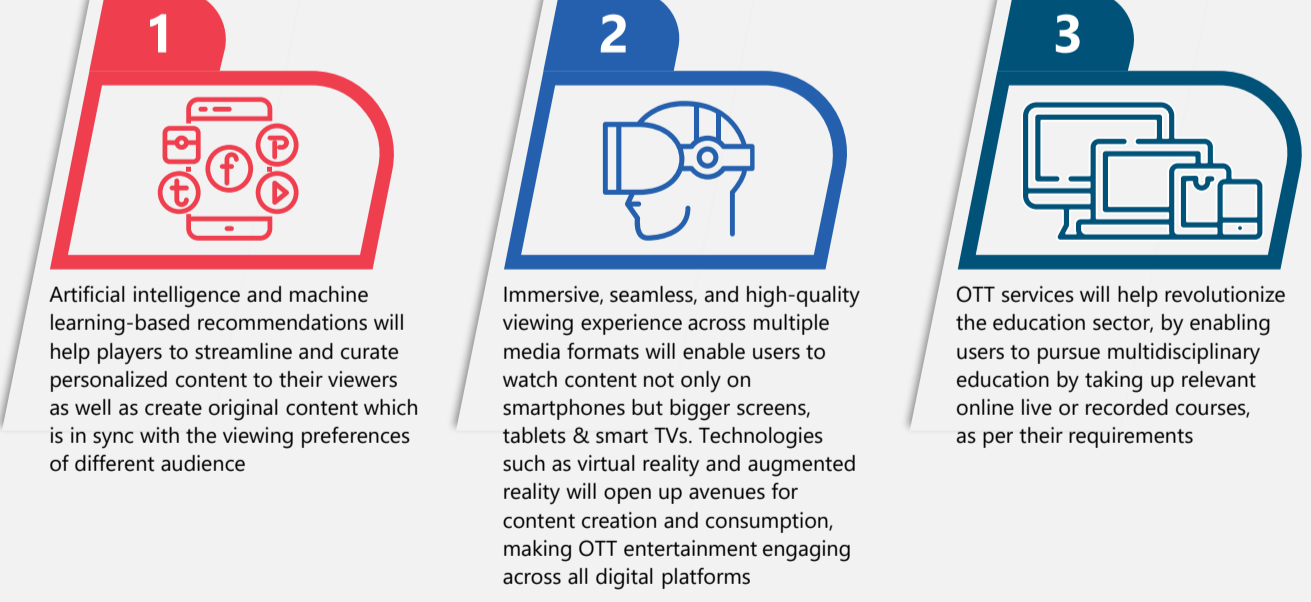 1
Artificial intelligence and machine
learning-based recommendations will
help players to streamline and curate
personalized content to their viewers
as well as create original content which
is in sync with the viewing preferences
of different audience
2
Immersive, seamless, and high-quality
viewing experience across multiple
media formats will enable users to
watch content not only on
smartphones but bigger screens,
tablets & smart TVs. Technologies
such as virtual reality and augmented
reality will open up avenues for
content creation and consumption,
making OTT entertainment engaging
across all digital platforms
3
OTT services will help revolutionize
the education sector, by enabling
users to pursue multidisciplinary
education by taking up relevant
online live or recorded courses,
as per their requirements